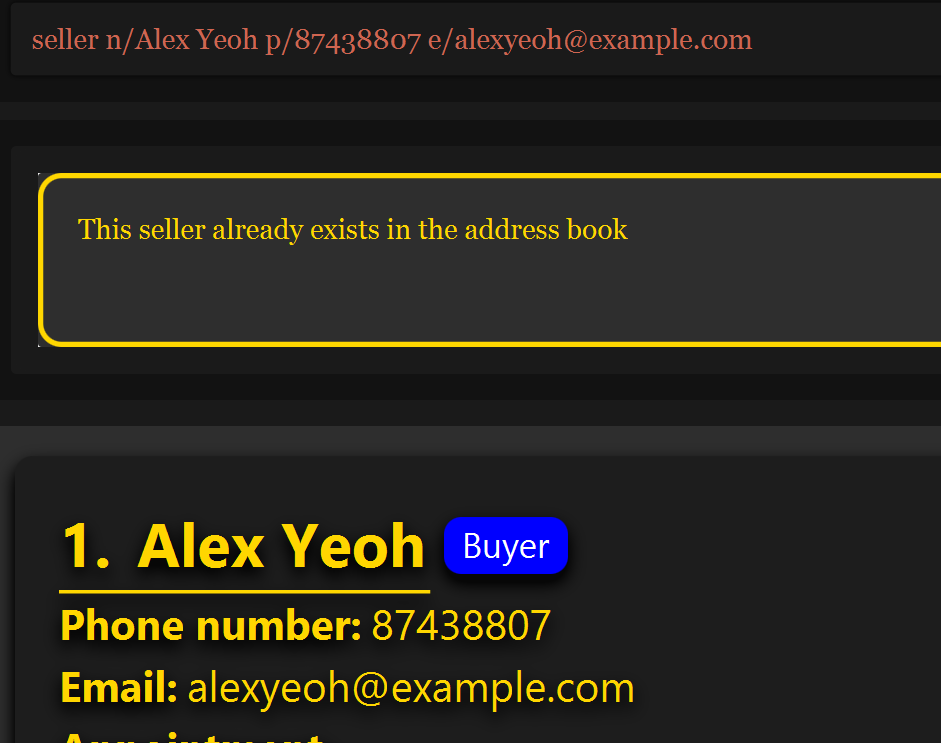 seller n/Alex Yeoh p/87438807 e/alexyeoh@example.com
This seller already exists in the address book
1. Alex Yeoh Buyer
Phone number: 87438807
Email: alexyeoh@example.com